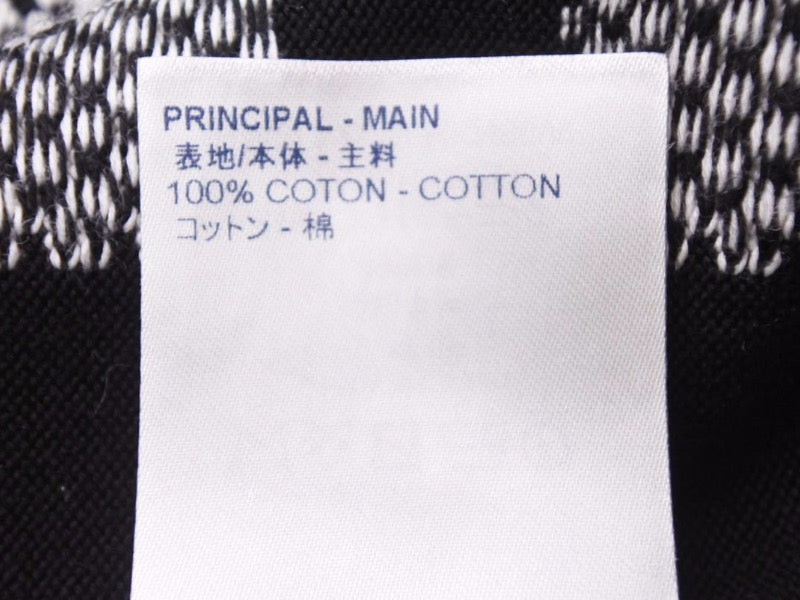 PRINCIPAL - MAIN
表地/本体 - 主料
100% COTON - COTTON
コットン - 棉